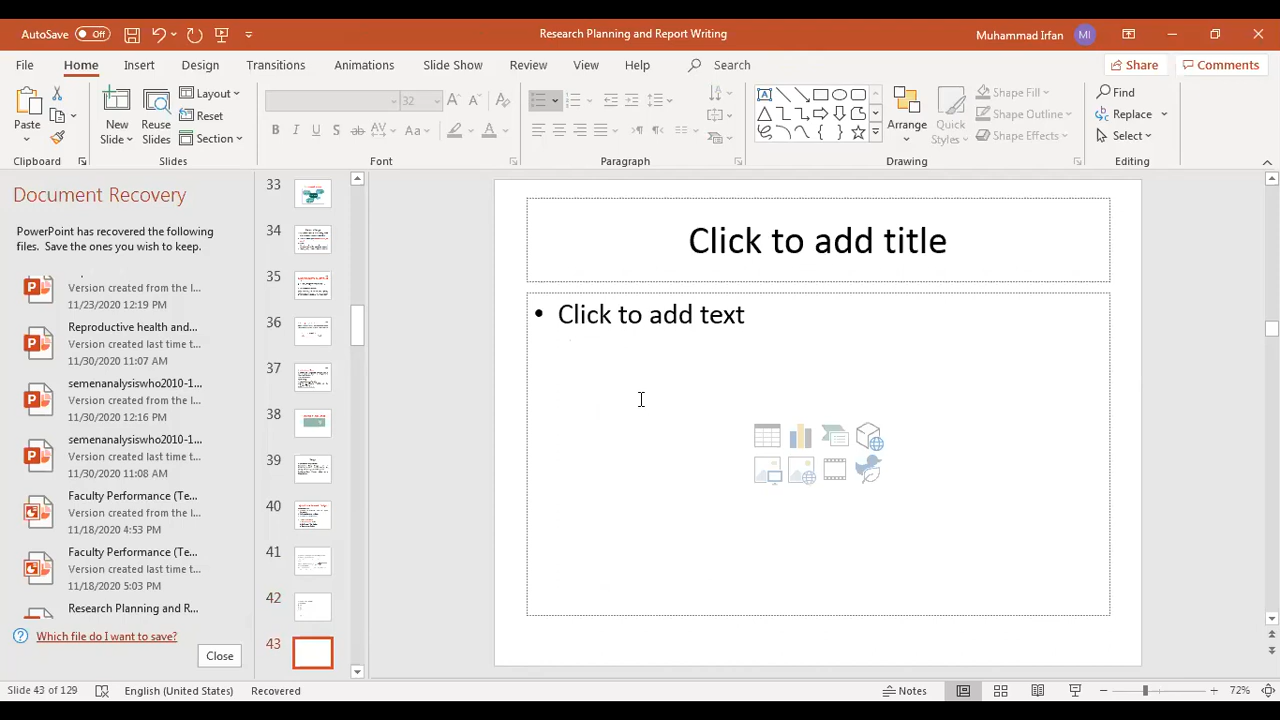 AutoSave Off
Research Planning and Report Writing
Muhammad Irfan MI
File Home Insert Design Transitions Animations Slide Show Review View Help Search Share Comments
Paste
New Slide
Reuse Slides
Layout
Reset
Section
32
B I U S ab AV Aa A
Arrange
Quick Styles
Shape Fill
Shape Outline
Shape Effects
Find
Replace
Select
Clipboard Slides Font Paragraph Drawing Editing
Document Recovery
PowerPoint has recovered the following
files. Save the ones you wish to keep.
Version created from the l...
11/23/2020 12:19 PM
Reproductive health and...
Version created last time t...
11/30/2020 11:07 AM
semenanalysiswho2010-1...
Version created last time t...
11/30/2020 12:16 PM
semenanalysiswho2010-1...
Version created last time t...
11/30/2020 11:08 AM
Faculty Performance (Te...
Version created from the l...
11/18/2020 4:53 PM
Faculty Performance (Te...
Version created last time t...
11/18/2020 5:03 PM
Research Planning and R...
Which file do I want to save?
Close
33
34
35
36
37
38
39
40
41
42
43
Click to add title
• Click to add text
Slide 43 of 129 English (United States) Recovered Notes 72%